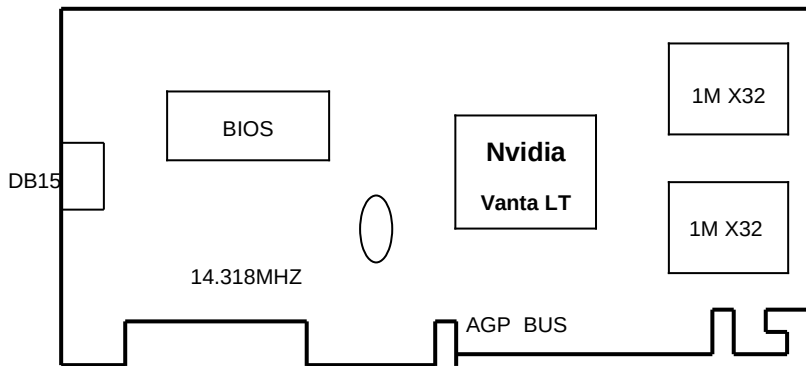 1M X32
BIOS
Nvidia
DB15
Vanta LT
1M X32
14.318MHZ
AGP BUS